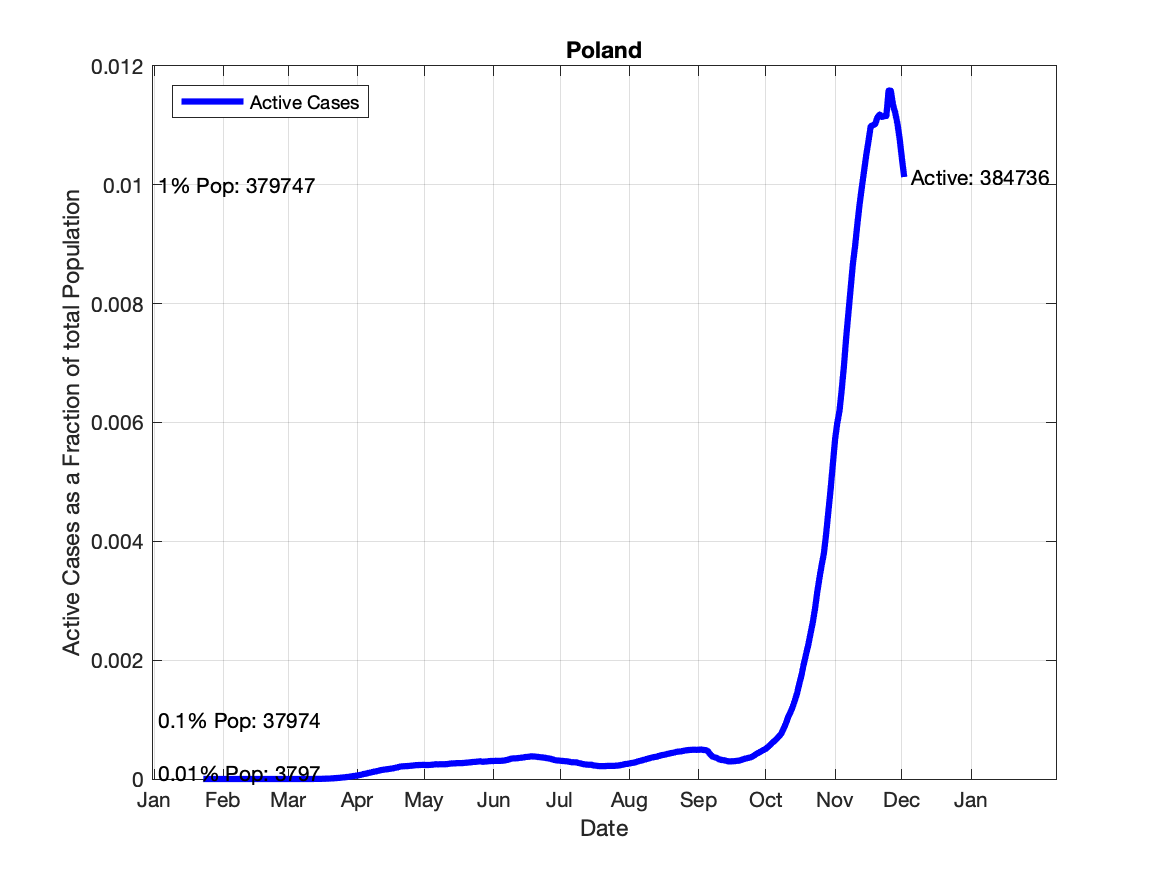 Poland
Active Cases
0.012
0.01
0.008
0.006
0.004
0.002
0
Active Cases as a Fraction of total Population
1% Pop: 379747
0.1% Pop: 37974
0.01% Pop: 3797
Active: 384736
Jan Feb Mar Apr May Jun Jul Aug Sep Oct Nov Dec Jan
Date